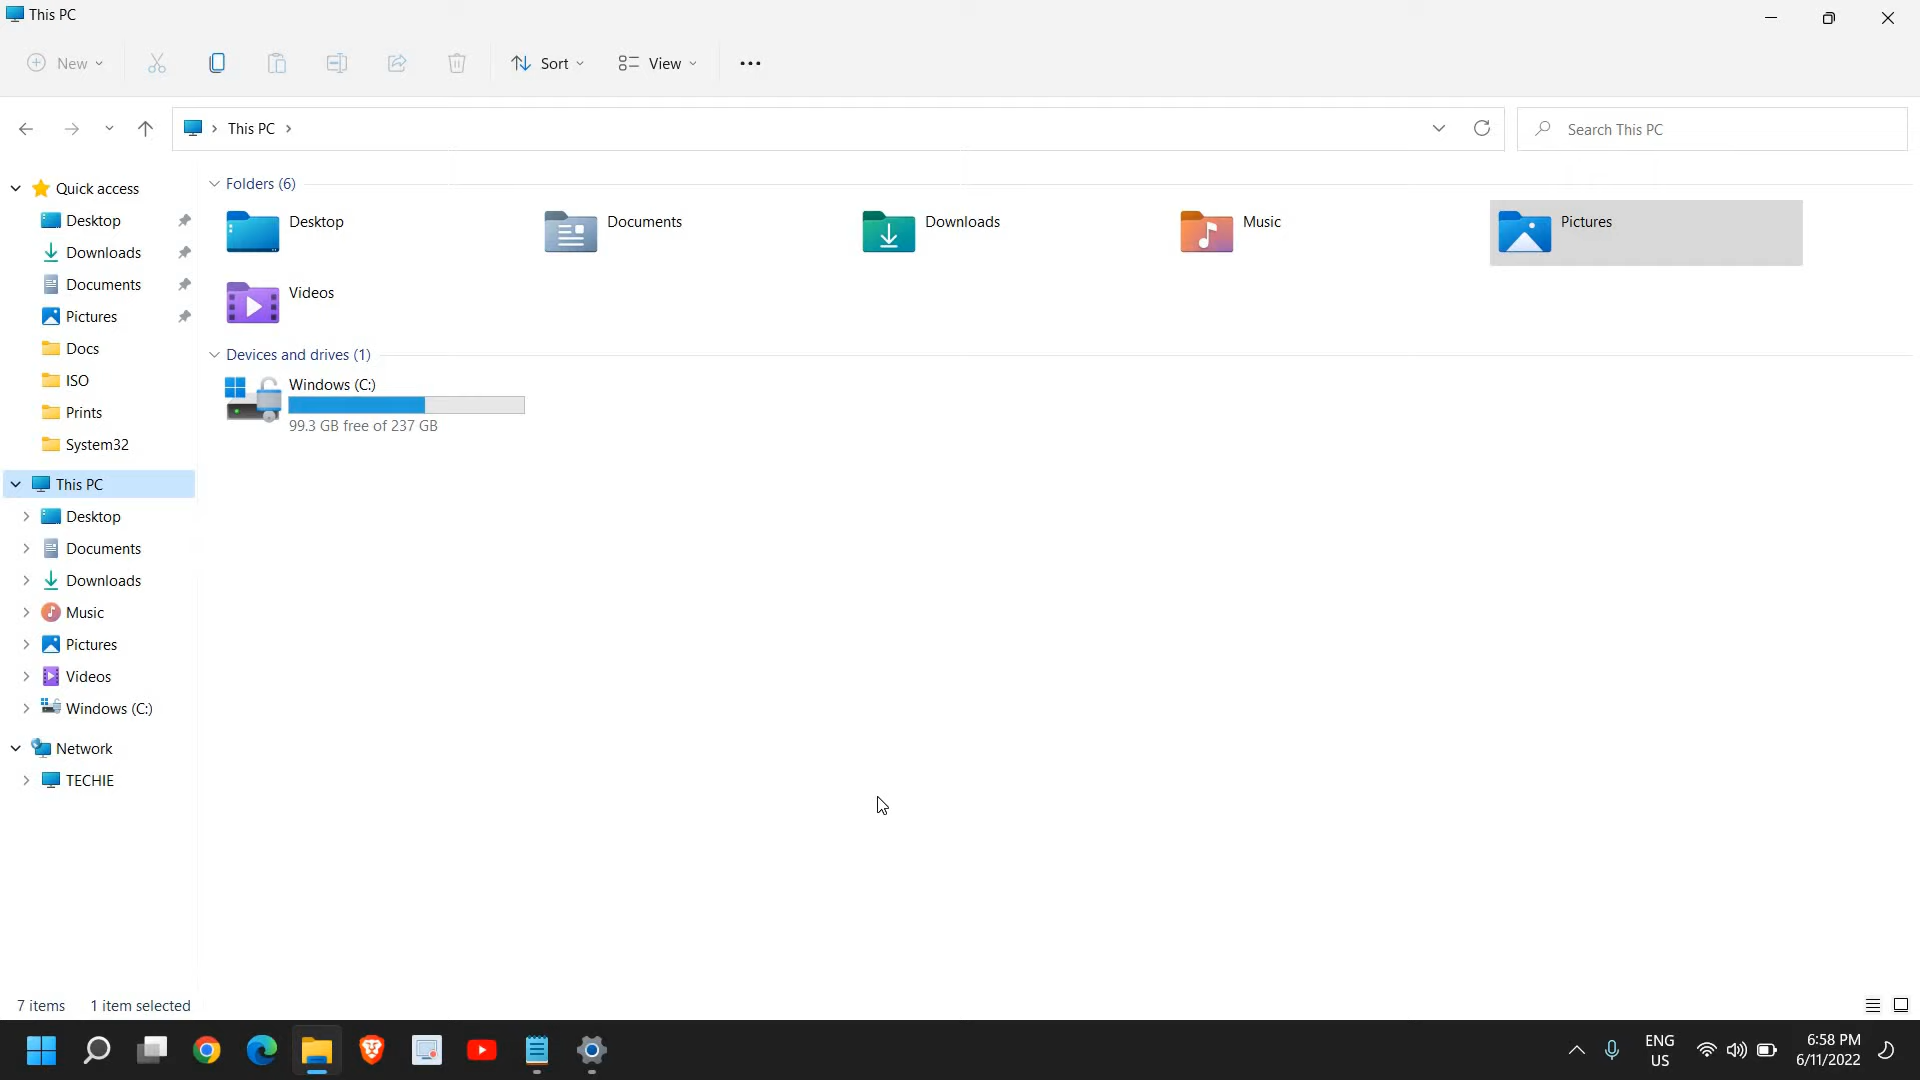 This PC
New
Sort
View
This PC
Search This PC
Quick access
Desktop
Downloads
Documents
Pictures
Docs
ISO
Prints
System32
This PC
Desktop
Documents
Downloads
Music
Pictures
Videos
Windows (C:)
Network
TECHIE
Folders (6)
Desktop
Documents
Downloads
Music
Pictures
Videos
Devices and drives (1)
Windows (C:)
99.3 GB free of 237 GB
7 items 1 item selected
ENG
US
6:58 PM
6/11/2022